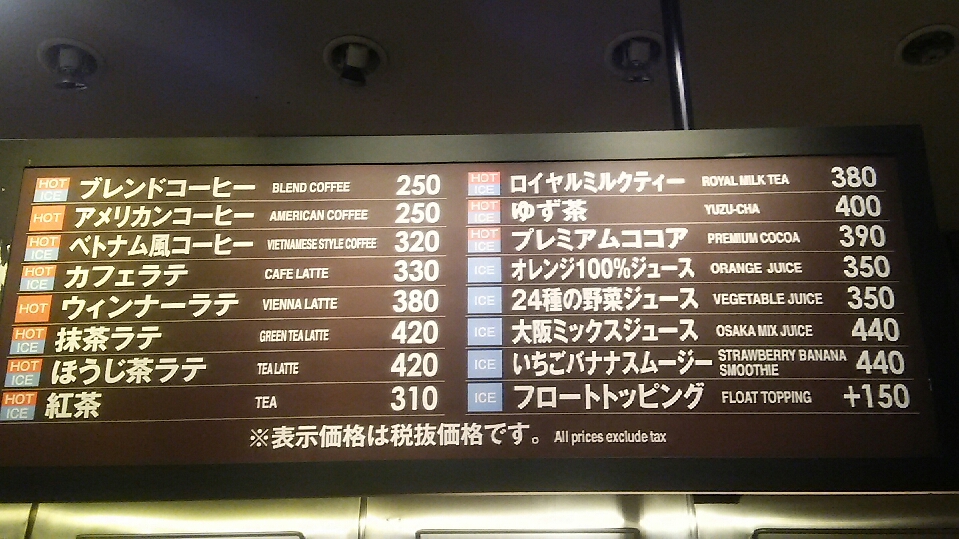 HOT ICE ブレンドコーヒー BLEND COFFEE 250
HOT アメリカンコーヒー AMERICAN COFFEE 250
HOT ICE ベトナム風コーヒー VIETNAMESE STYLE COFFEE 320
HOT ICE カフェラテ CAFE LATTE 330
HOT ウィンナーラテ VIENNA LATTE 380
HOT ICE 抹茶ラテ GREEN TEA LATTE 420
HOT ICE ほうじ茶ラテ TEA LATTE 420
HOT ICE 紅茶 TEA 310
HOT ICE ロイヤルミルクティー ROYAL MILK TEA 380
HOT ICE ゆず茶 YUZU-CHA 400
HOT ICE プレミアムココア PREMIUM COCOA 390
ICE オレンジ100%ジュース ORANGE JUICE 350
ICE 24種の野菜ジュース VEGETABLE JUICE 350
ICE 大阪ミックスジュース OSAKA MIX JUICE 440
ICE いちごバナナスムージー STRAWBERRY BANANA SMOOTHIE 440
ICE フロートトッピング FLOAT TOPPING +150
※表示価格は税抜価格です。 All prices exclude tax